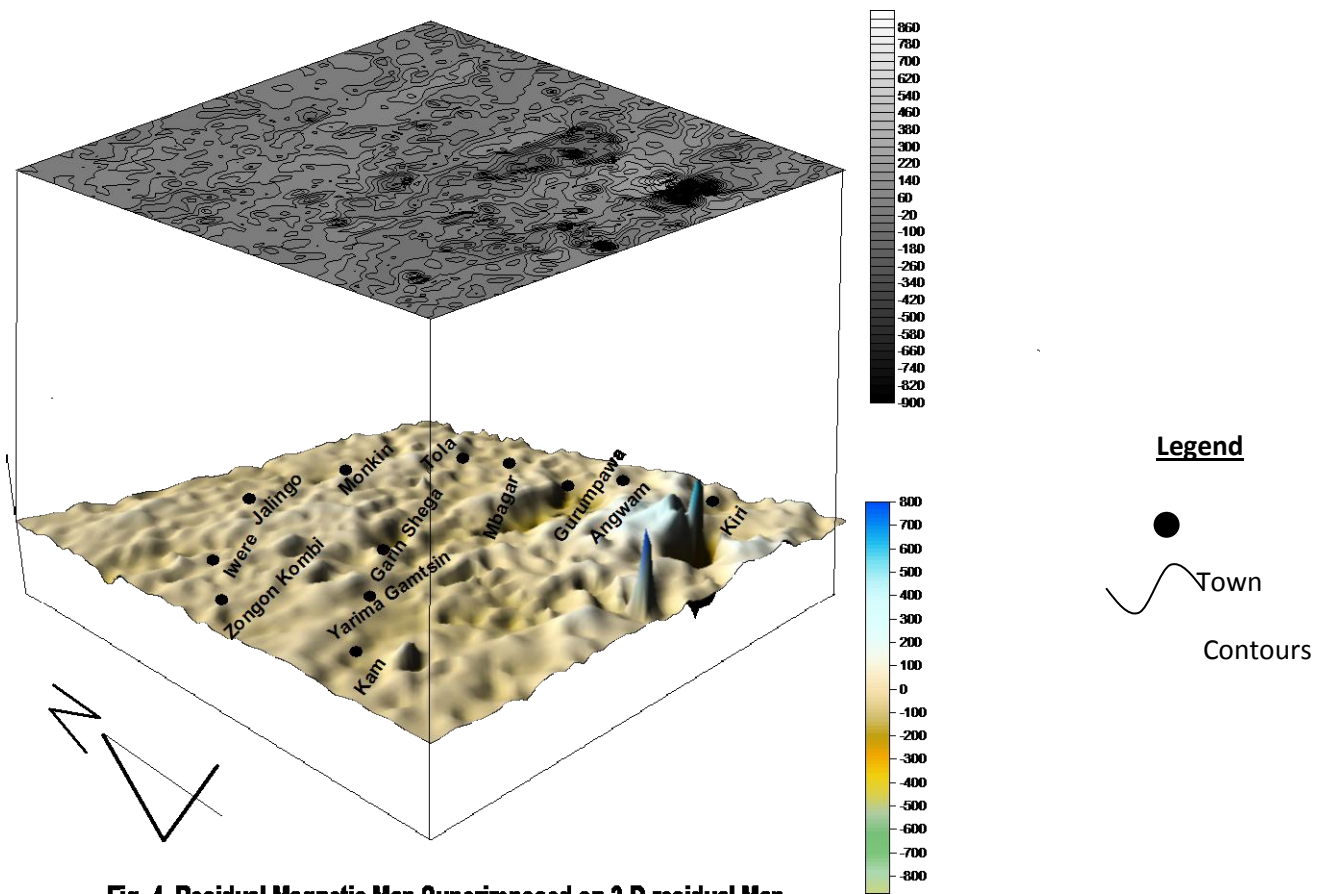 860
780
700
620
540
460
380
300
220
140
60
-20
-100
-180
-260
-340
-420
-500
-580
-660
-740
-820
-900
Legend
Town
Contours
800
700
600
500
400
300
200
100
0
-100
-200
-300
-400
-500
-600
-700
-800
Jalingo
Monkin
Tola
Mbagar
Gurumpawa
Angwam
Kiri
Iwere
Zongon Kombi
Garin Shega
Yarima Gamtsin
Kam
N
Fig. 4. Residual Magnetic Map Superimposed on 3-D residual Map